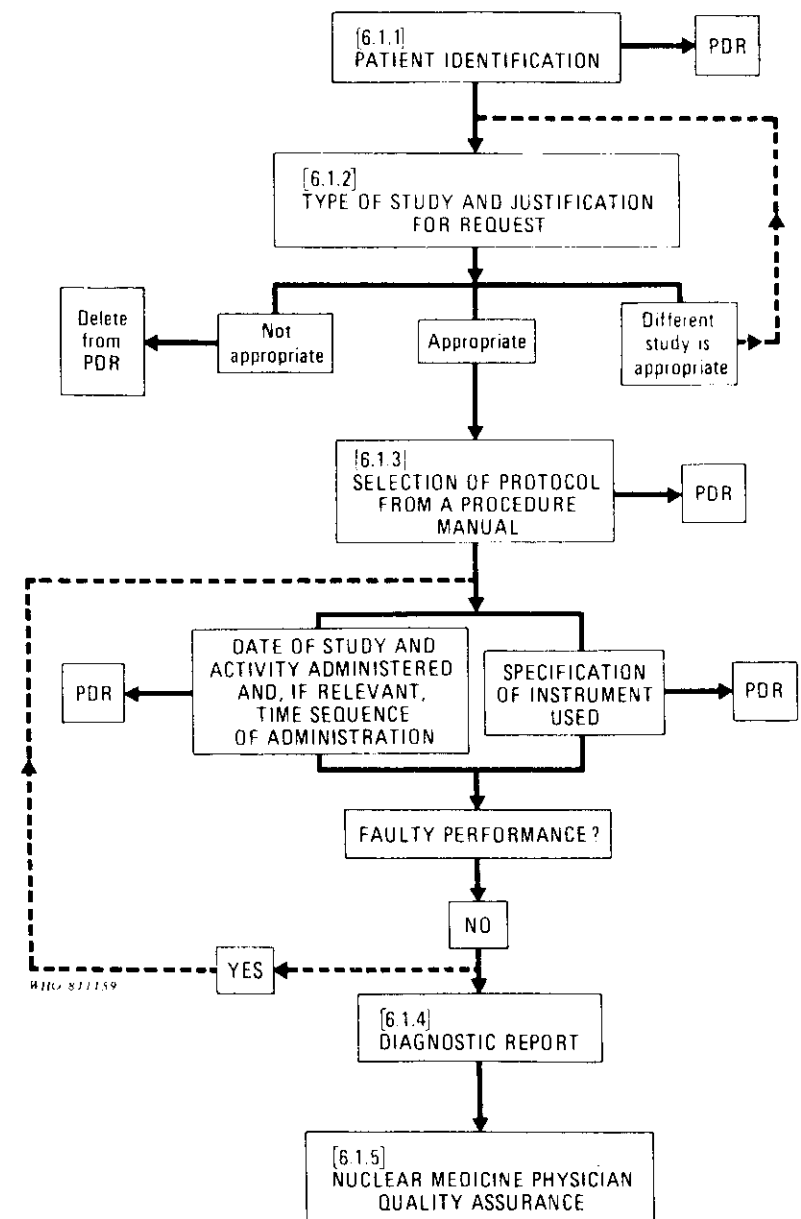 [6.1.1]
PATIENT IDENTIFICATION
PDR
[6.1.2]
TYPE OF STUDY AND JUSTIFICATION
FOR REQUEST
Delete
from
PDR
Not
appropriate
Appropriate
Different
study is
appropriate
[6.1.3]
SELECTION OF PROTOCOL
FROM A PROCEDURE
MANUAL
PDR
PDR
DATE OF STUDY AND
ACTIVITY ADMINISTERED
AND, IF RELEVANT,
TIME SEQUENCE
OF ADMINISTRATION
SPECIFICATION
OF INSTRUMENT
USED
PDR
FAULTY PERFORMANCE?
NO
YES
WHO 811159
[6.1.4]
DIAGNOSTIC REPORT
[6.1.5]
NUCLEAR MEDICINE PHYSICIAN
QUALITY ASSURANCE